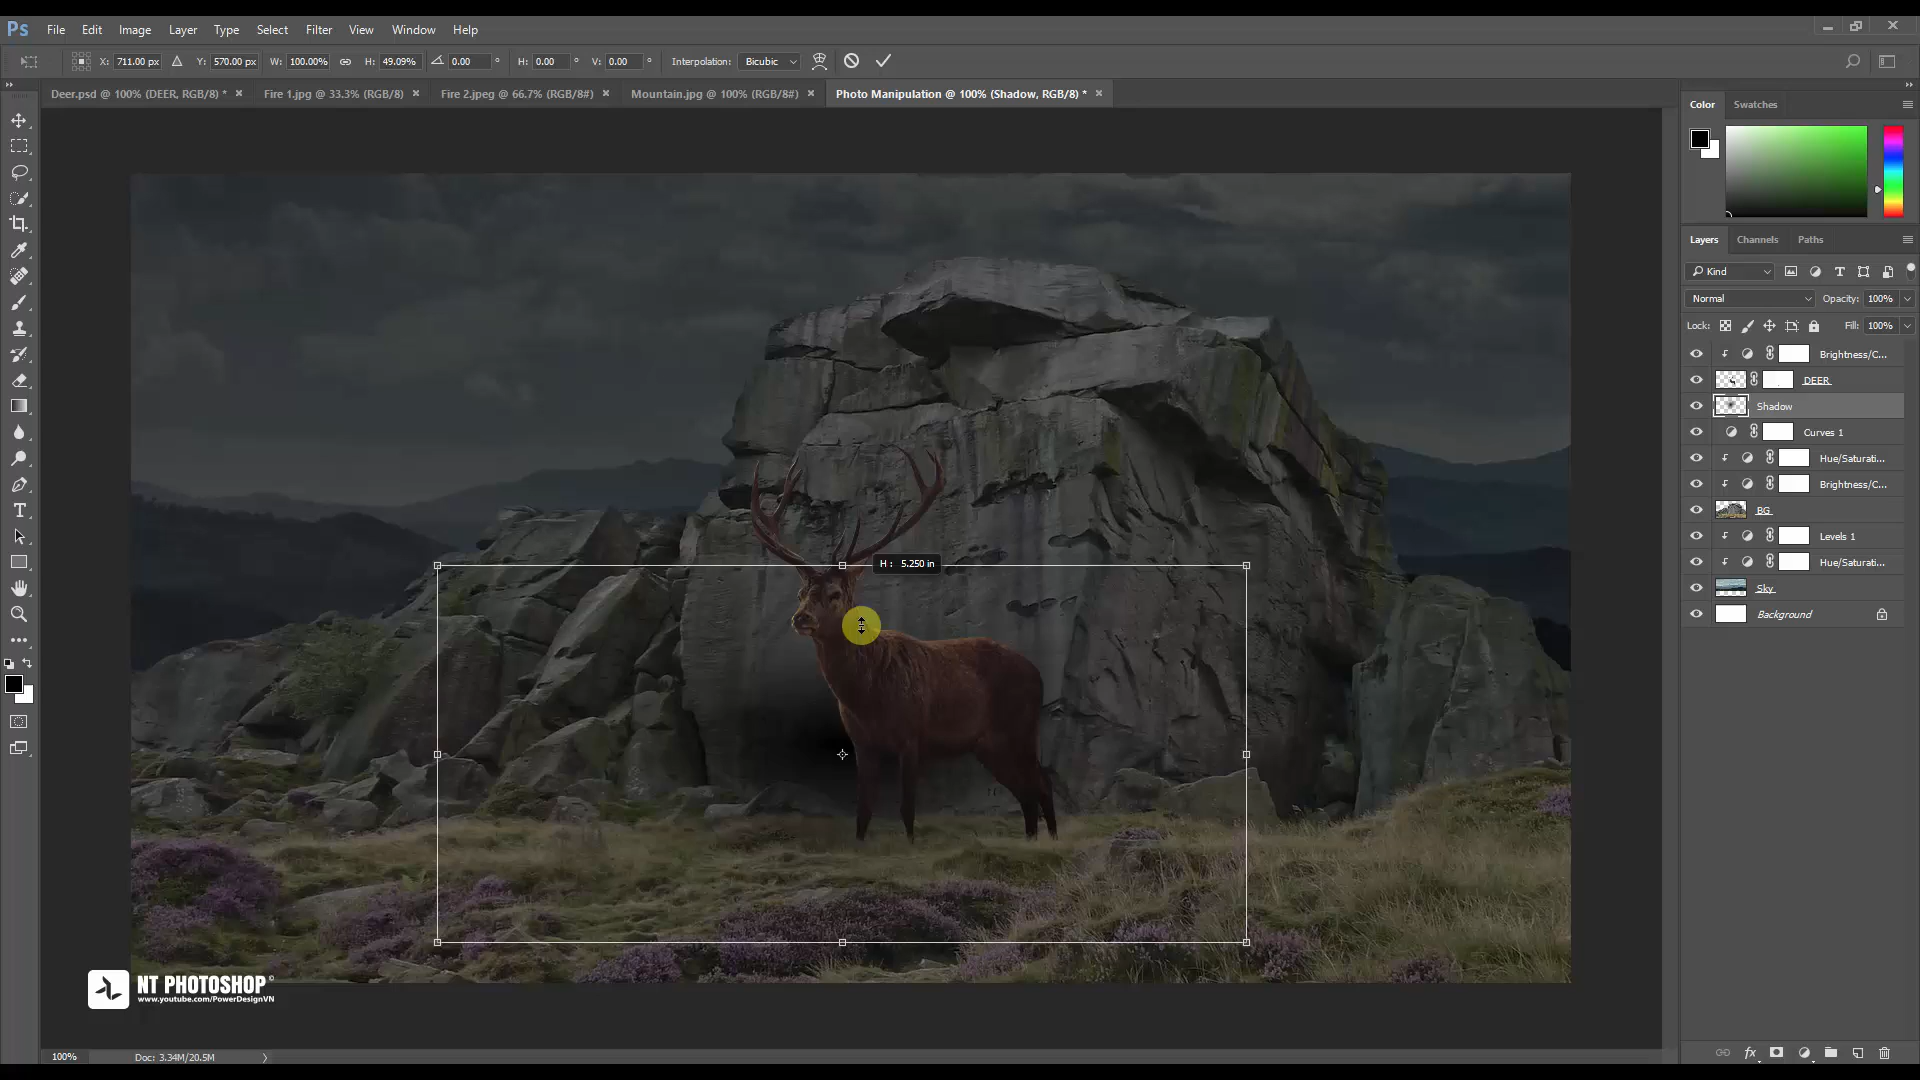 Ps File Edit Image Layer Type Select Filter View Window Help
X: 711.00 px Y: 570.00 px W: 100.00% H: 49.09% 0.00 ° H: 0.00 ° V: 0.00 ° Interpolation: Bicubic
Deer.psd @ 100% (DEER, RGB/8) * × Fire 1.jpg @ 33.3% (RGB/8) × Fire 2.jpeg @ 66.7% (RGB/8#) × Mountain.jpg @ 100% (RGB/8#) × Photo Manipulation @ 100% (Shadow, RGB/8) * ×
Color Swatches
Layers Channels Paths
Kind
Normal Opacity: 100%
Lock: Fill: 100%
Brightness/C...
DEER
Shadow
Curves 1
Hue/Saturati...
Brightness/C...
BG
Levels 1
Hue/Saturati...
Sky
Background
H : 5.250 in
NT PHOTOSHOP©
www.youtube.com/PowerDesignVN
100% Doc: 3.34M/20.5M
fx